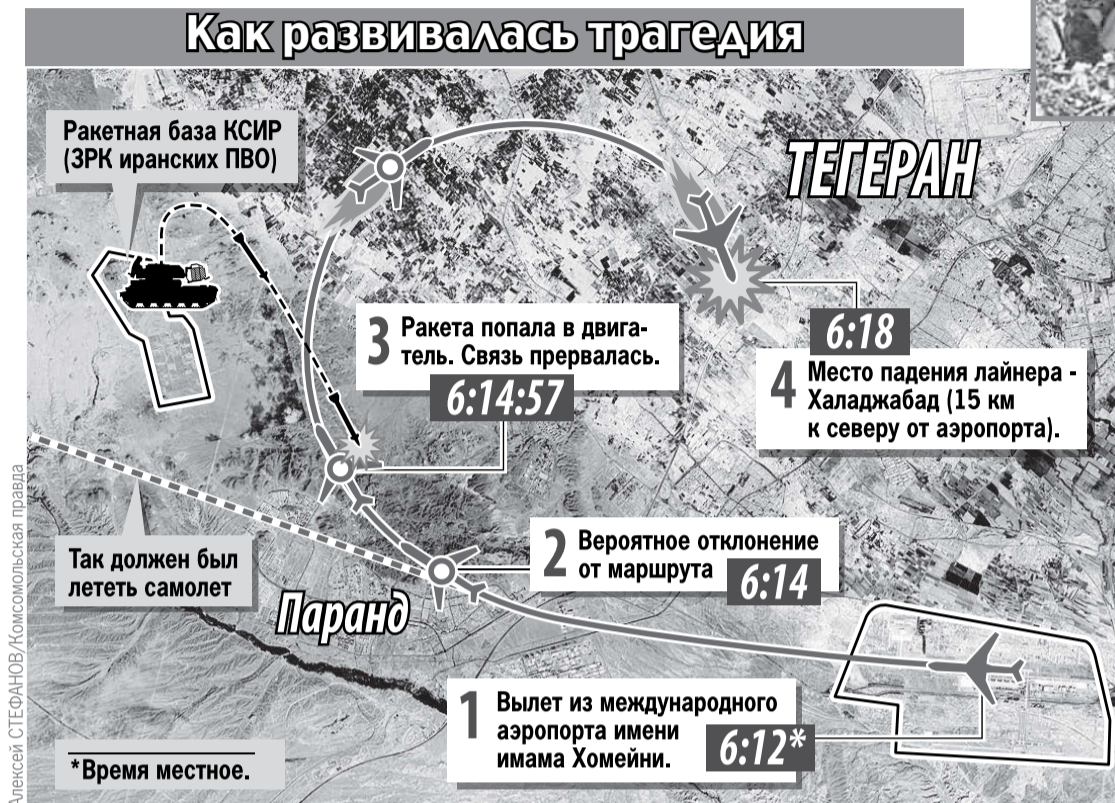 Как развивалась трагедия
Ракетная база КСИР
(ЗРК иранских ПВО)
ТЕГЕРАН
3 Ракета попала в двига-
тель. Связь прервалась.
6:14:57
6:18
4 Место падения лайнера -
Халаджабад (15 км
к северу от аэропорта).
Так должен был
лететь самолет
2 Вероятное отклонение
от маршрута 6:14
Паранд
1 Вылет из международного
аэропорта имени
имама Хомейни. 6:12*
*Время местное.
Алексей СТЕФАНОВ/Комсомольская правда